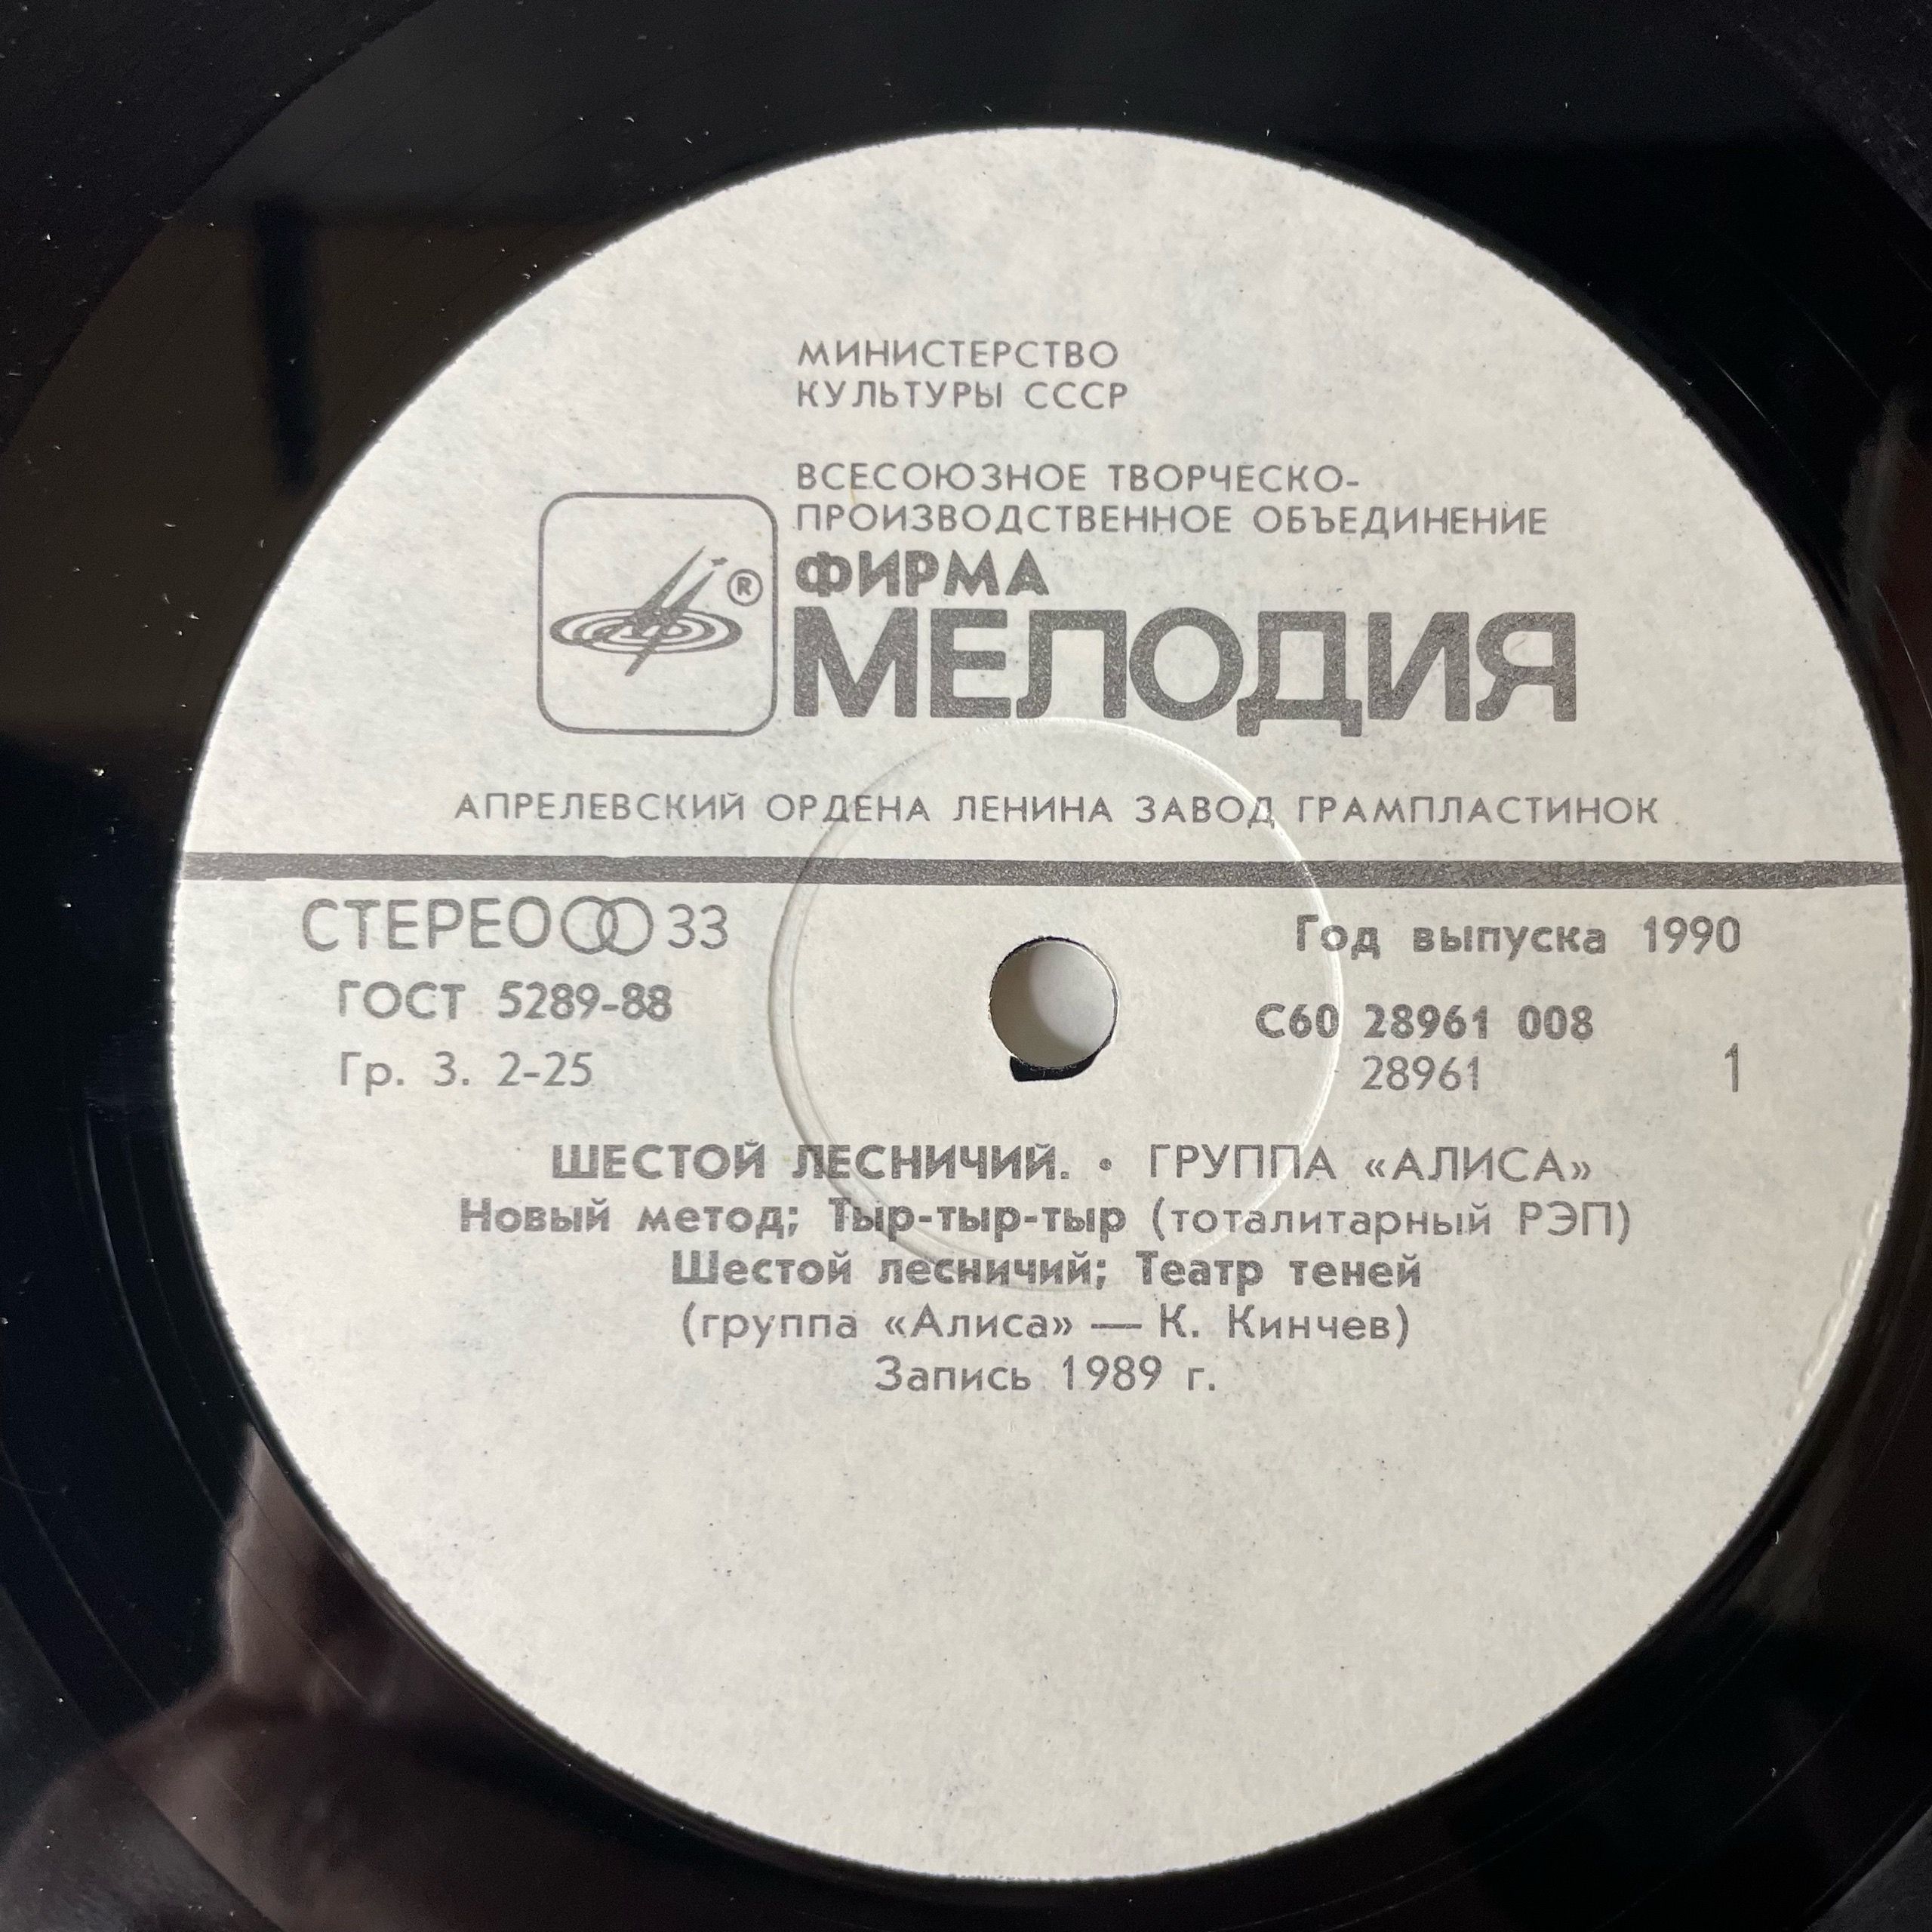 МИНИСТЕРСТВО
КУЛЬТУРЫ СССР
ВСЕСОЮЗНОЕ ТВОРЧЕСКО-
ПРОИЗВОДСТВЕННОЕ ОБЪЕДИНЕНИЕ
ФИРМА
®
МЕЛОДИЯ
АПРЕЛЕВСКИЙ ОРДЕНА ЛЕНИНА ЗАВОД ГРАМПЛАСТИНОК
СТЕРЕО 33
Год выпуска 1990
ГОСТ 5289-88
С60 28961 008
Гр. 3. 2-25
28961
1
ШЕСТОЙ ЛЕСНИЧИЙ. • ГРУППА «АЛИСА»
Новый метод; Тыр-тыр-тыр (тоталитарный РЭП)
Шестой лесничий; Театр теней
(группа «Алиса» — К. Кинчев)
Запись 1989 г.